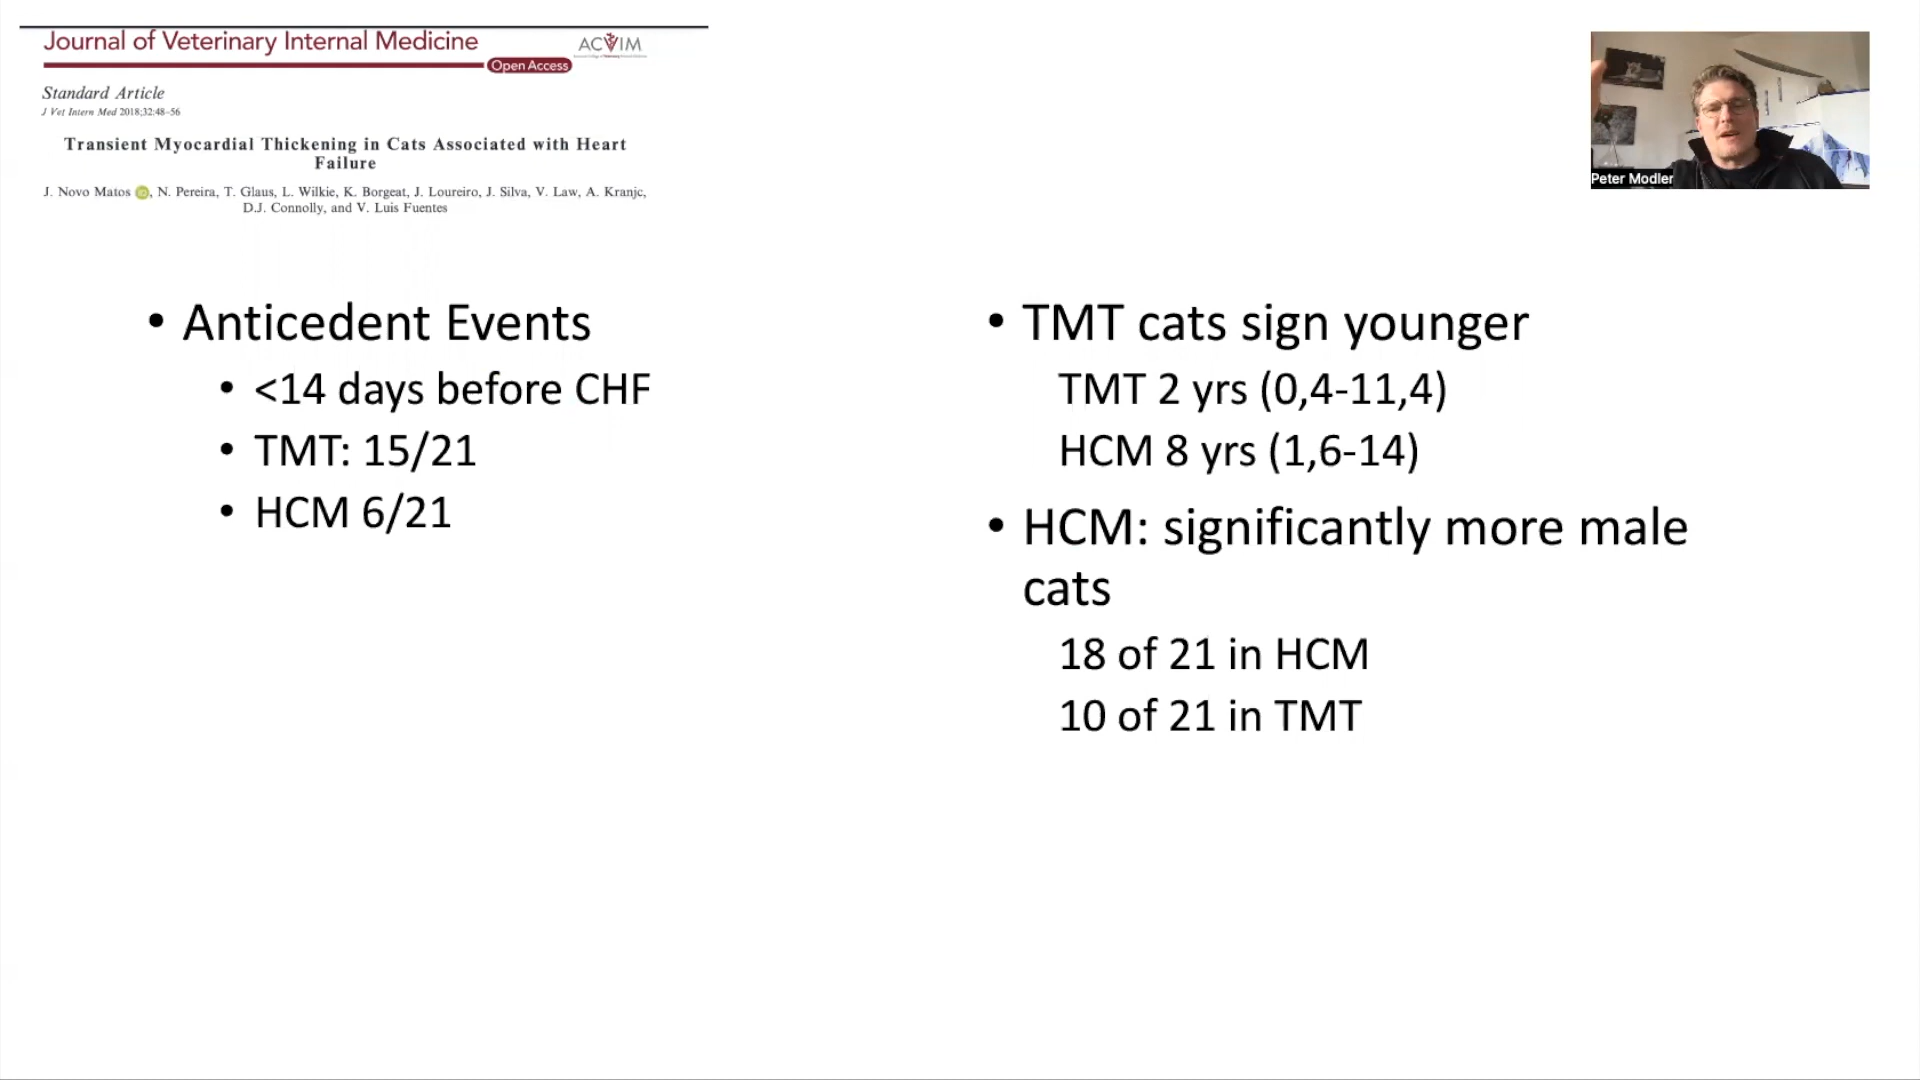 Journal of Veterinary Internal Medicine
ACVIM
Open Access
Standard Article
J Vet Intern Med 2018;32:48–56
Transient Myocardial Thickening in Cats Associated with Heart
Failure
J. Novo Matos, N. Pereira, T. Glaus, L. Wilkie, K. Borgeat, J. Loureiro, J. Silva, V. Law, A. Kranjc,
D.J. Connolly, and V. Luis Fuentes
Peter Modler
• Anticedent Events
• <14 days before CHF
• TMT: 15/21
• HCM 6/21
• TMT cats sign younger
TMT 2 yrs (0,4-11,4)
HCM 8 yrs (1,6-14)
• HCM: significantly more male
cats
18 of 21 in HCM
10 of 21 in TMT